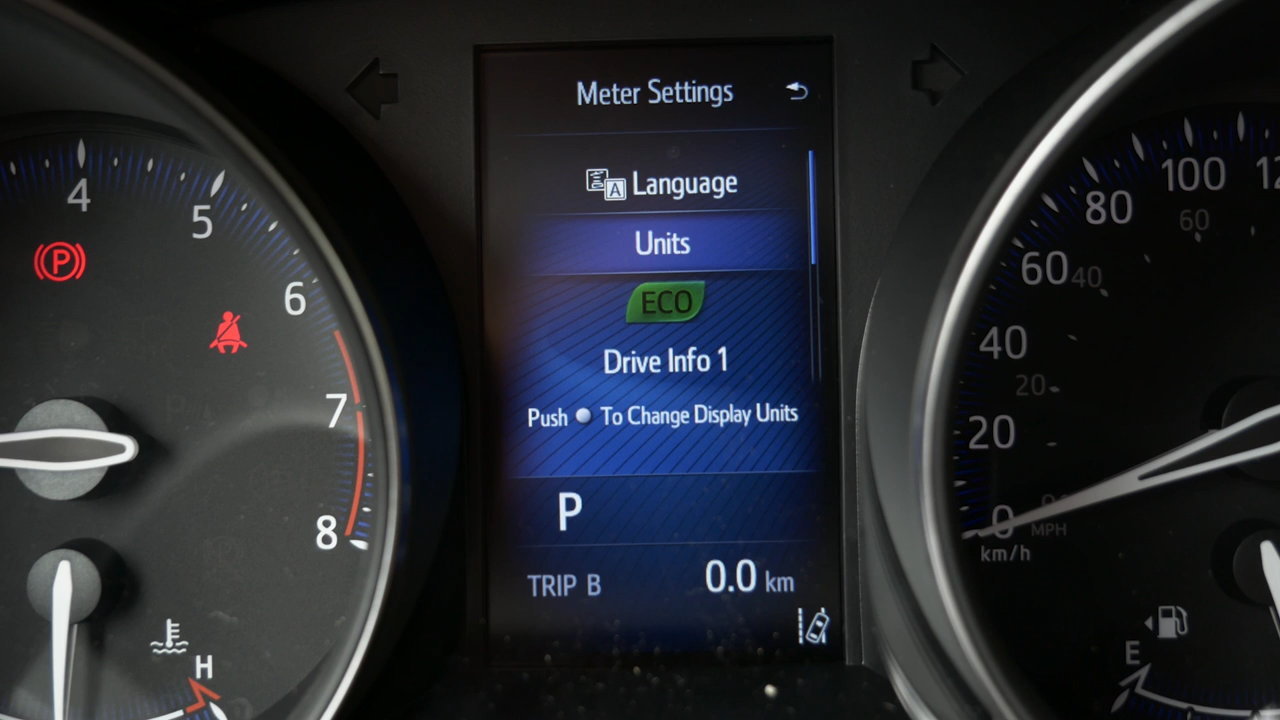 Meter Settings
A Language
Units
ECO
Drive Info 1
Push To Change Display Units
P
TRIP B 0.0 km
4
5
6
7
8
P
H
0
20
40
60
80
100
20
40
60
MPH
km/h
E